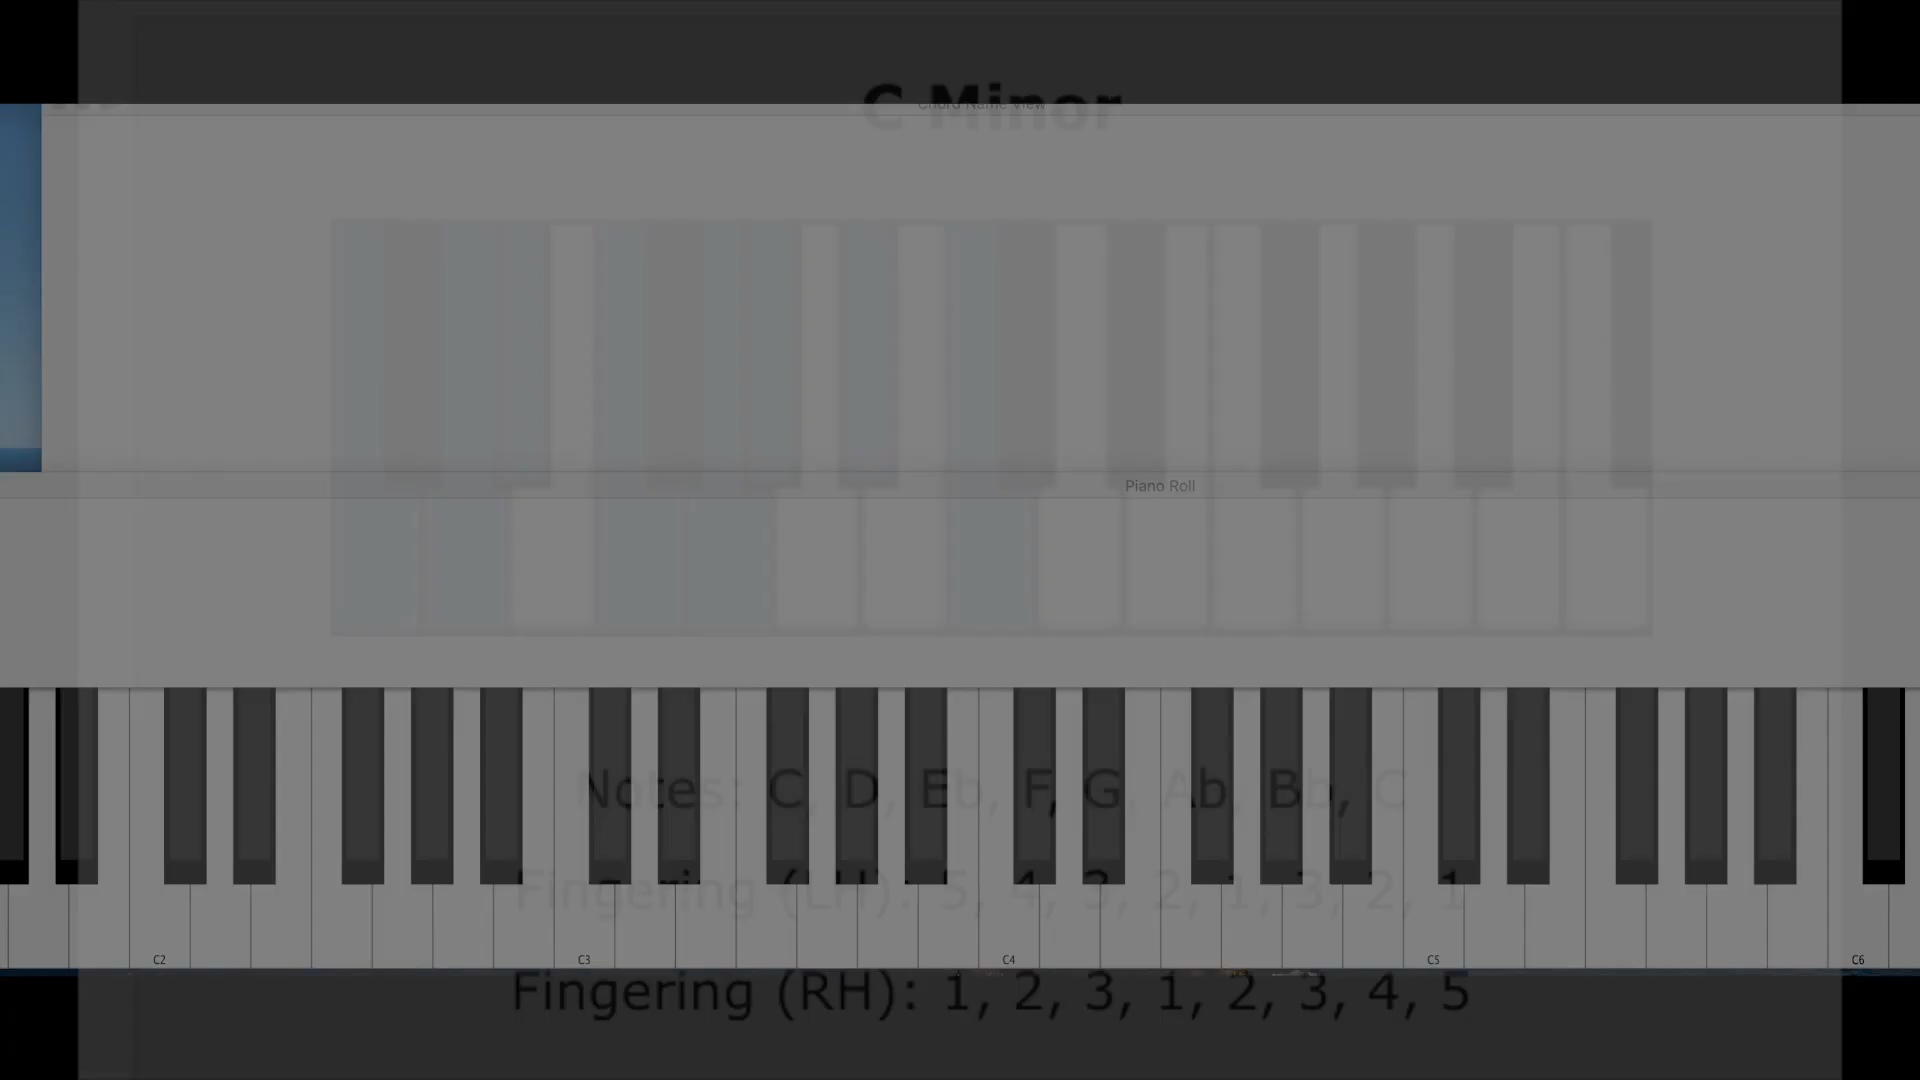 C Minor
Chord Name View
Piano Roll
Notes: C, D, Eb, F, G, Ab, Bb, C
Fingering (LH): 5, 4, 3, 2, 1, 3, 2, 1
C2 C3 C4 C5 C6
Fingering (RH): 1, 2, 3, 1, 2, 3, 4, 5